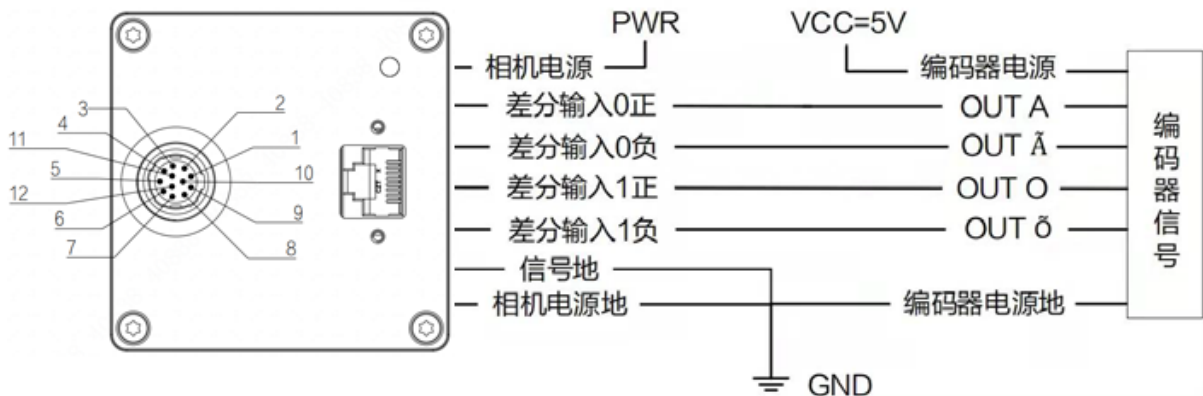 PWR
VCC=5V
相机电源
编码器电源
差分输入0正
OUT A
差分输入0负
OUT Ã
差分输入1正
OUT O
差分输入1负
OUT Õ
信号地
相机电源地
编码器电源地
GND
编码器信号
3
2
4
11
1
5
10
12
6
9
7
8